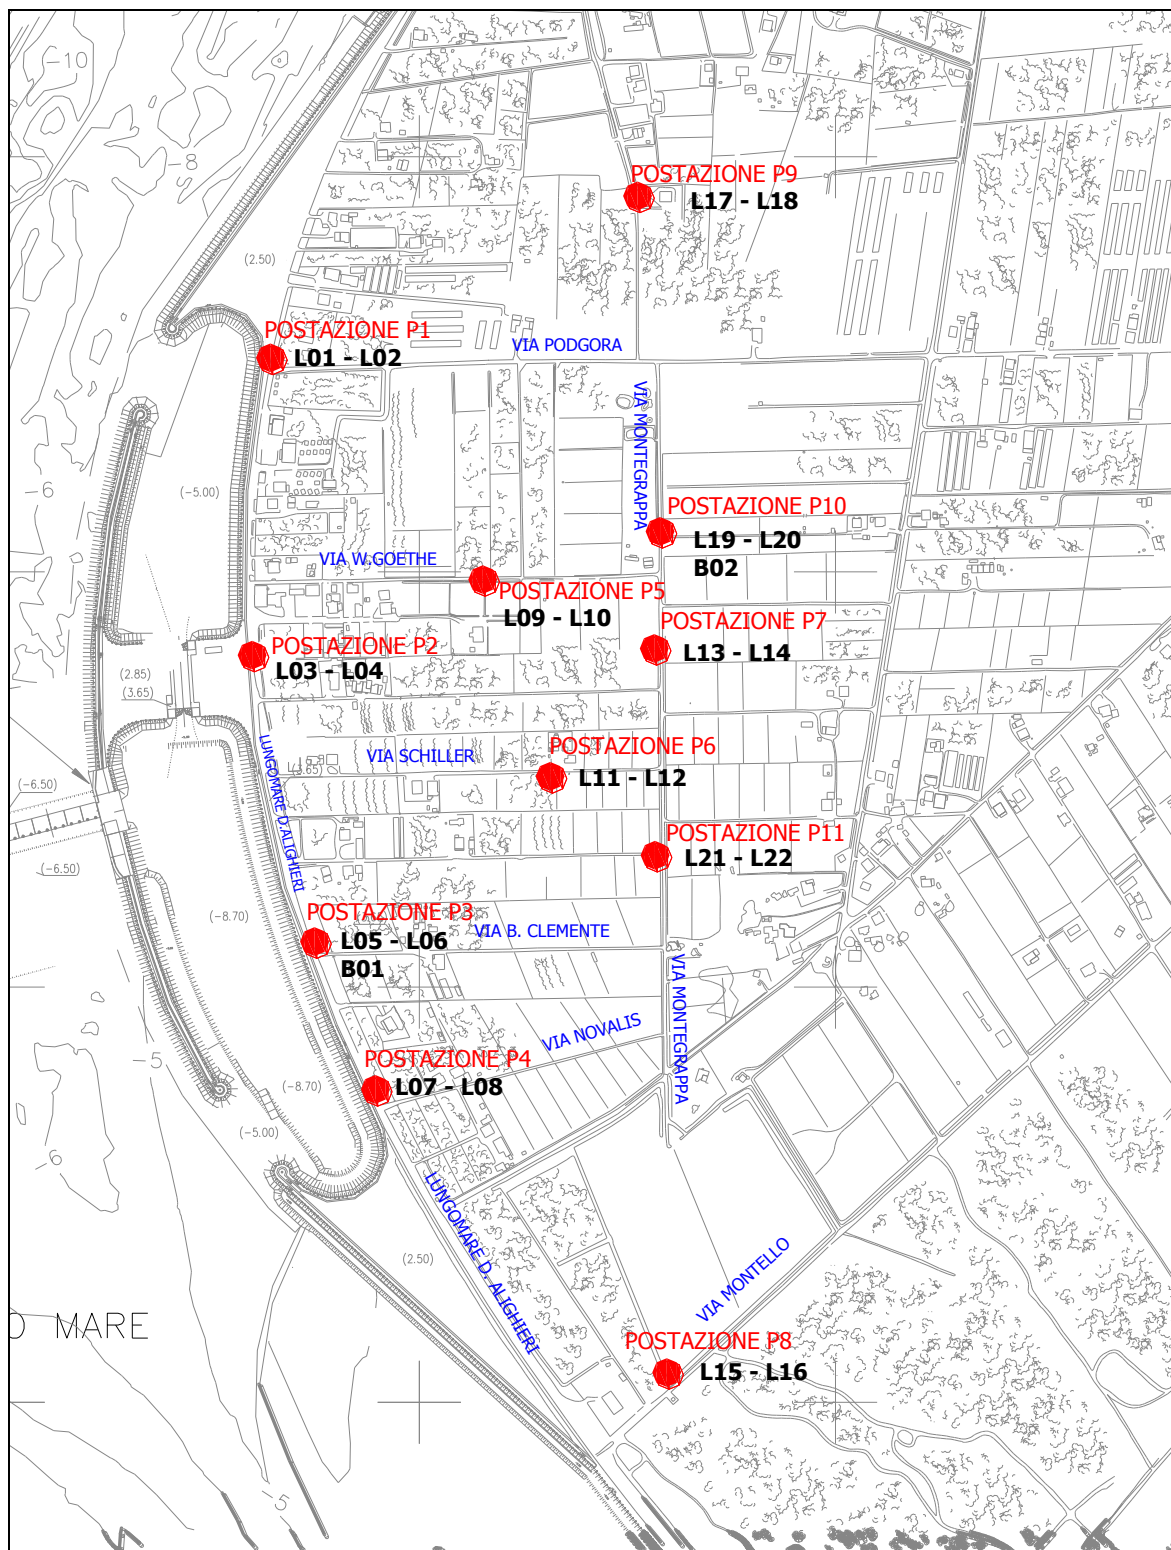 -10
-8
POSTAZIONE P9
L17 - L18
(2.50)
POSTAZIONE P1
L01 - L02
VIA PODGORA
VIA MONTEGRAPPA
-6
(-5.00)
POSTAZIONE P10
L19 - L20
B02
VIA W.GOETHE
POSTAZIONE P5
L09 - L10
POSTAZIONE P7
L13 - L14
POSTAZIONE P2
L03 - L04
(2.85)
(3.65)
LUNGOMARE D.ALIGHIERI
VIA SCHILLER
(3.65)
POSTAZIONE P6
L11 - L12
(-6.50)
POSTAZIONE P11
L21 - L22
(-6.50)
(-8.70)
POSTAZIONE P3
L05 - L06
B01
VIA B. CLEMENTE
VIA MONTEGRAPPA
VIA NOVALIS
-5
POSTAZIONE P4
L07 - L08
(-8.70)
(-5.00)
-6
LUNGOMARE D. ALIGHIERI
(2.50)
VIA MONTELLO
O MARE
POSTAZIONE P8
L15 - L16
-5